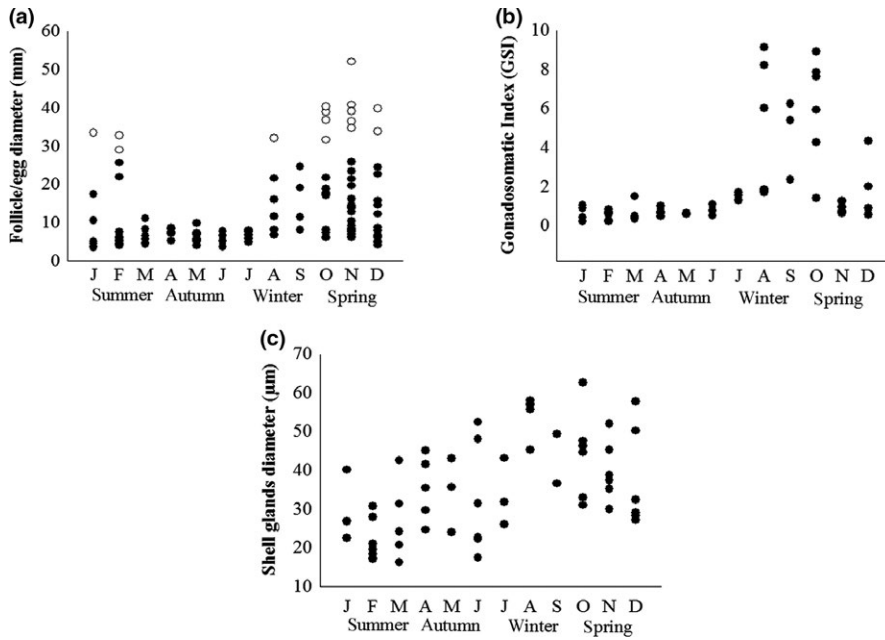 (a)
Follicle/egg diameter (mm)
60
50
40
30
20
10
0
J F M A M J J A S O N D
Summer Autumn Winter Spring
(b)
Gonadosomatic Index (GSI)
10
8
6
4
2
0
J F M A M J J A S O N D
Summer Autumn Winter Spring
(c)
Shell glands diameter (µm)
70
60
50
40
30
20
10
J F M A M J J A S O N D
Summer Autumn Winter Spring